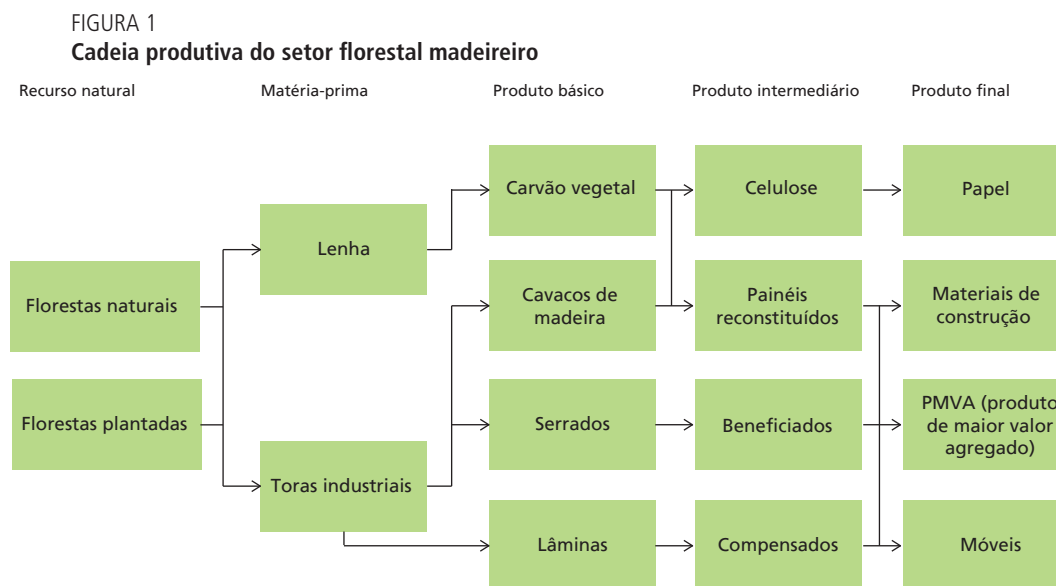 FIGURA 1
Cadeia produtiva do setor florestal madeireiro
Recurso natural
Matéria-prima
Produto básico
Produto intermediário
Produto final
Carvão vegetal
Celulose
Papel
Lenha
Florestas naturais
Cavacos de
madeira
Painéis
reconstituídos
Materiais de
construção
Florestas plantadas
Serrados
Beneficiados
PMVA (produto
de maior valor
agregado)
Toras industriais
Lâminas
Compensados
Móveis